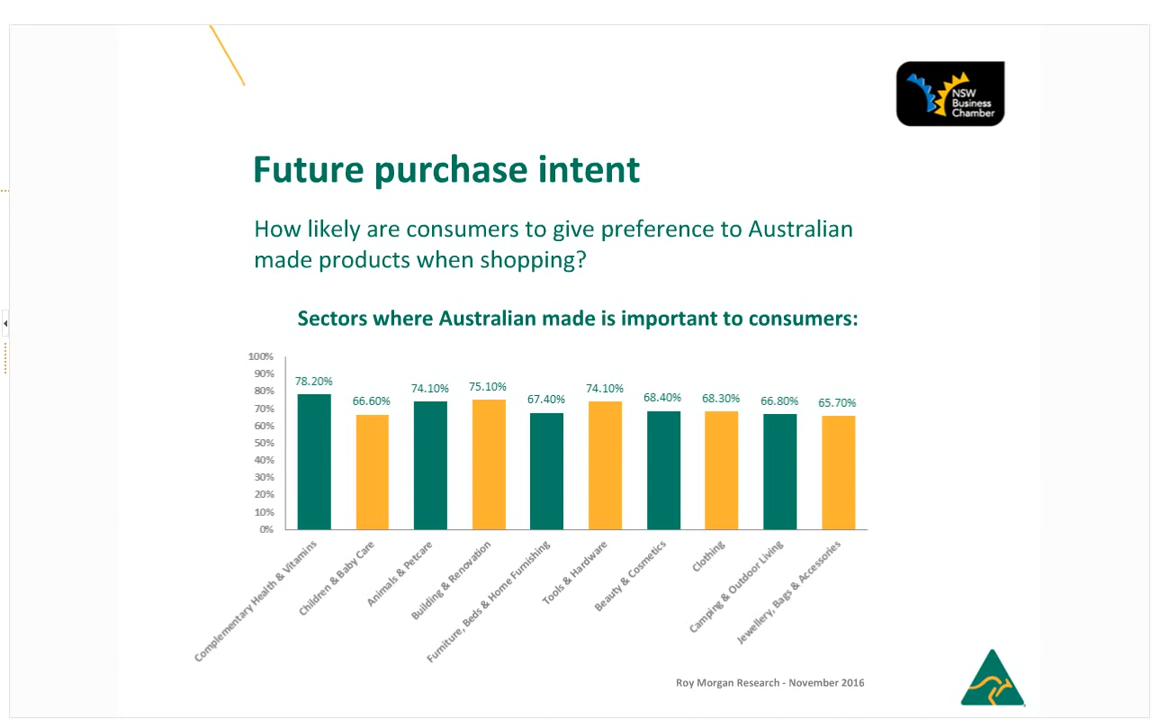 NSW
Business
Chamber
Future purchase intent
How likely are consumers to give preference to Australian
made products when shopping?
Sectors where Australian made is important to consumers:
100%
90%
80%
70%
60%
50%
40%
30%
20%
10%
0%
78.20%
66.60%
74.10%
75.10%
67.40%
74.10%
68.40%
68.30%
66.80%
65.70%
Complementary Health & Vitamins
Children & Baby Care
Animals & Petcare
Building & Renovation
Furniture, Beds & Home Furnishing
Tools & Hardware
Beauty & Cosmetics
Clothing
Camping & Outdoor Living
Jewellery, Bags & Accessories
Roy Morgan Research - November 2016